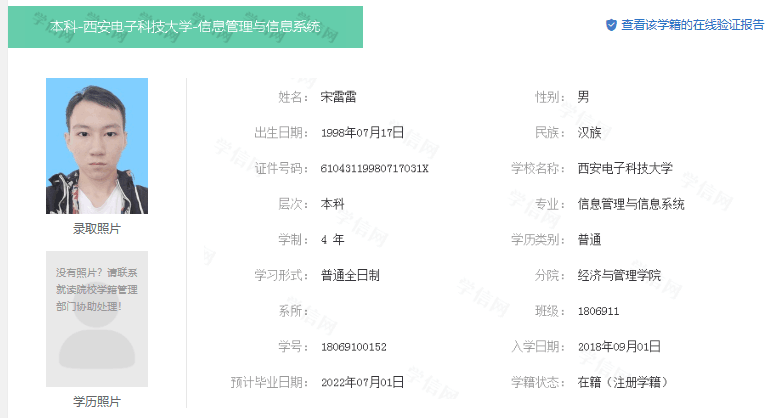 本科-西安电子科技大学-信息管理与信息系统
查看该学籍的在线验证报告
姓名： 宋雷雷 性别： 男
出生日期： 1998年07月17日 民族： 汉族
证件号码： 61043119980717031X 学校名称： 西安电子科技大学
层次： 本科 专业： 信息管理与信息系统
录取照片
学制： 4 年 学历类别： 普通
没有照片？请联系
就读院校学籍管理
部门协助处理！
学习形式： 普通全日制 分院： 经济与管理学院
系所： 班级： 1806911
学号： 18069100152 入学日期： 2018年09月01日
预计毕业日期： 2022年07月01日 学籍状态： 在籍（注册学籍）
学历照片
学信网